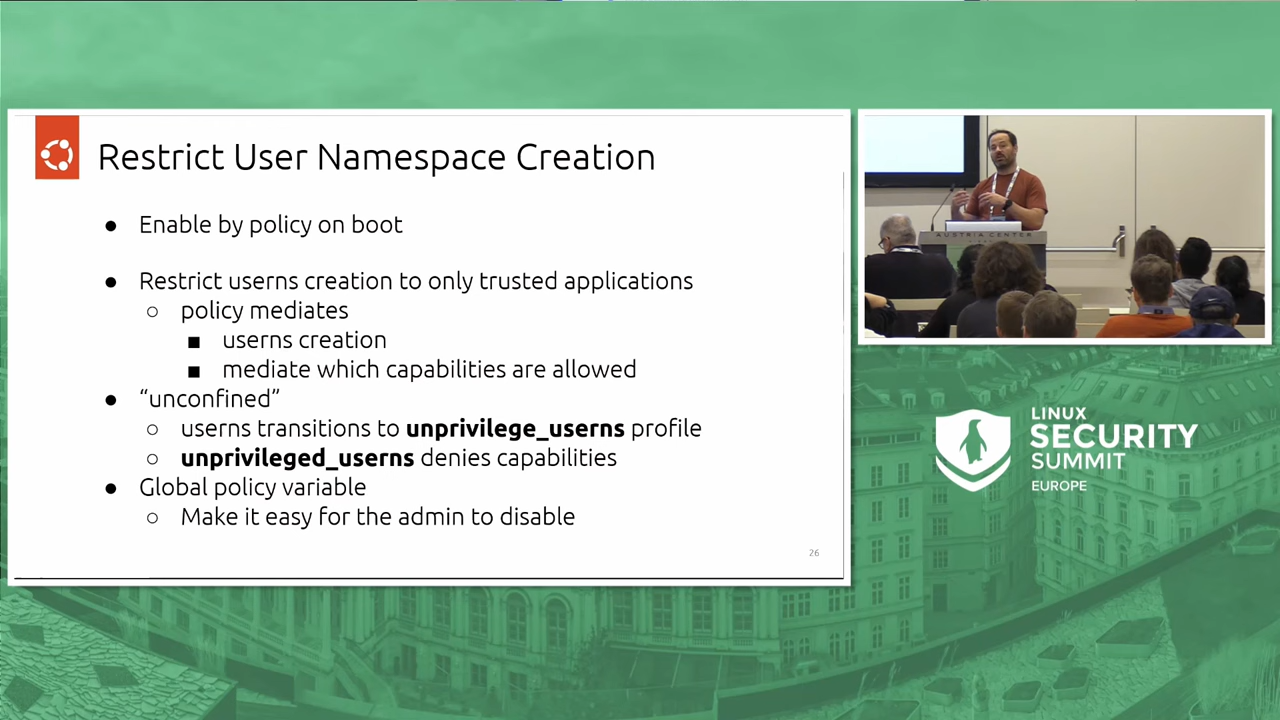 Restrict User Namespace Creation
● Enable by policy on boot
● Restrict userns creation to only trusted applications
○ policy mediates
■ userns creation
■ mediate which capabilities are allowed
● “unconfined”
○ userns transitions to unprivilege_userns profile
○ unprivileged_userns denies capabilities
● Global policy variable
○ Make it easy for the admin to disable
26
AUSTRIA CENTER
LINUX
SECURITY
SUMMIT
EUROPE